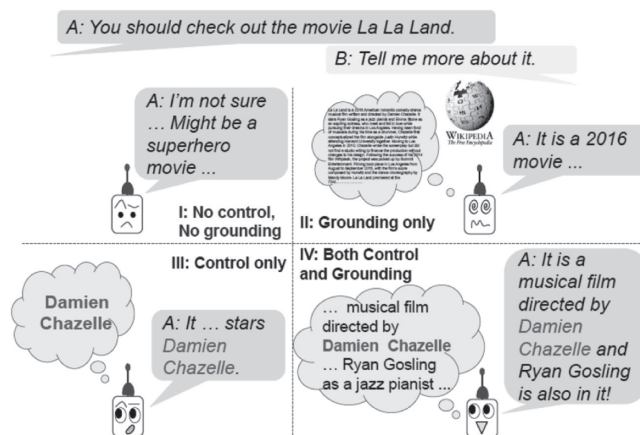 A: You should check out the movie La La Land.
B: Tell me more about it.
A: I'm not sure
... Might be a
superhero
movie ...
I: No control,
No grounding
WIKIPEDIA
The Free Encyclopedia
A: It is a 2016
movie ...
II: Grounding only
III: Control only
Damien
Chazelle
A: It ... stars
Damien
Chazelle.
IV: Both Control
and Grounding
... musical film
directed by
Damien Chazelle
... Ryan Gosling
as a jazz pianist ...
A: It is a
musical film
directed by
Damien
Chazelle and
Ryan Gosling
is also in it!